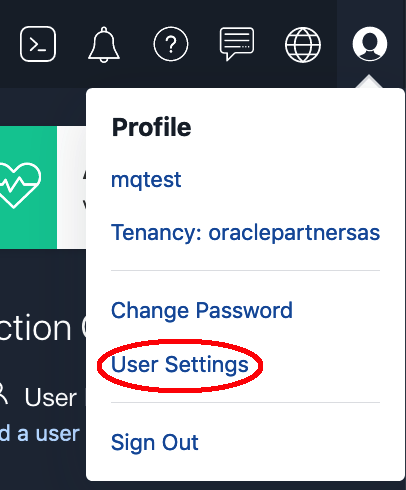 Profile
mqtest
Tenancy: oraclepartnersas
Change Password
ction
User Settings
User
d a user
Sign Out